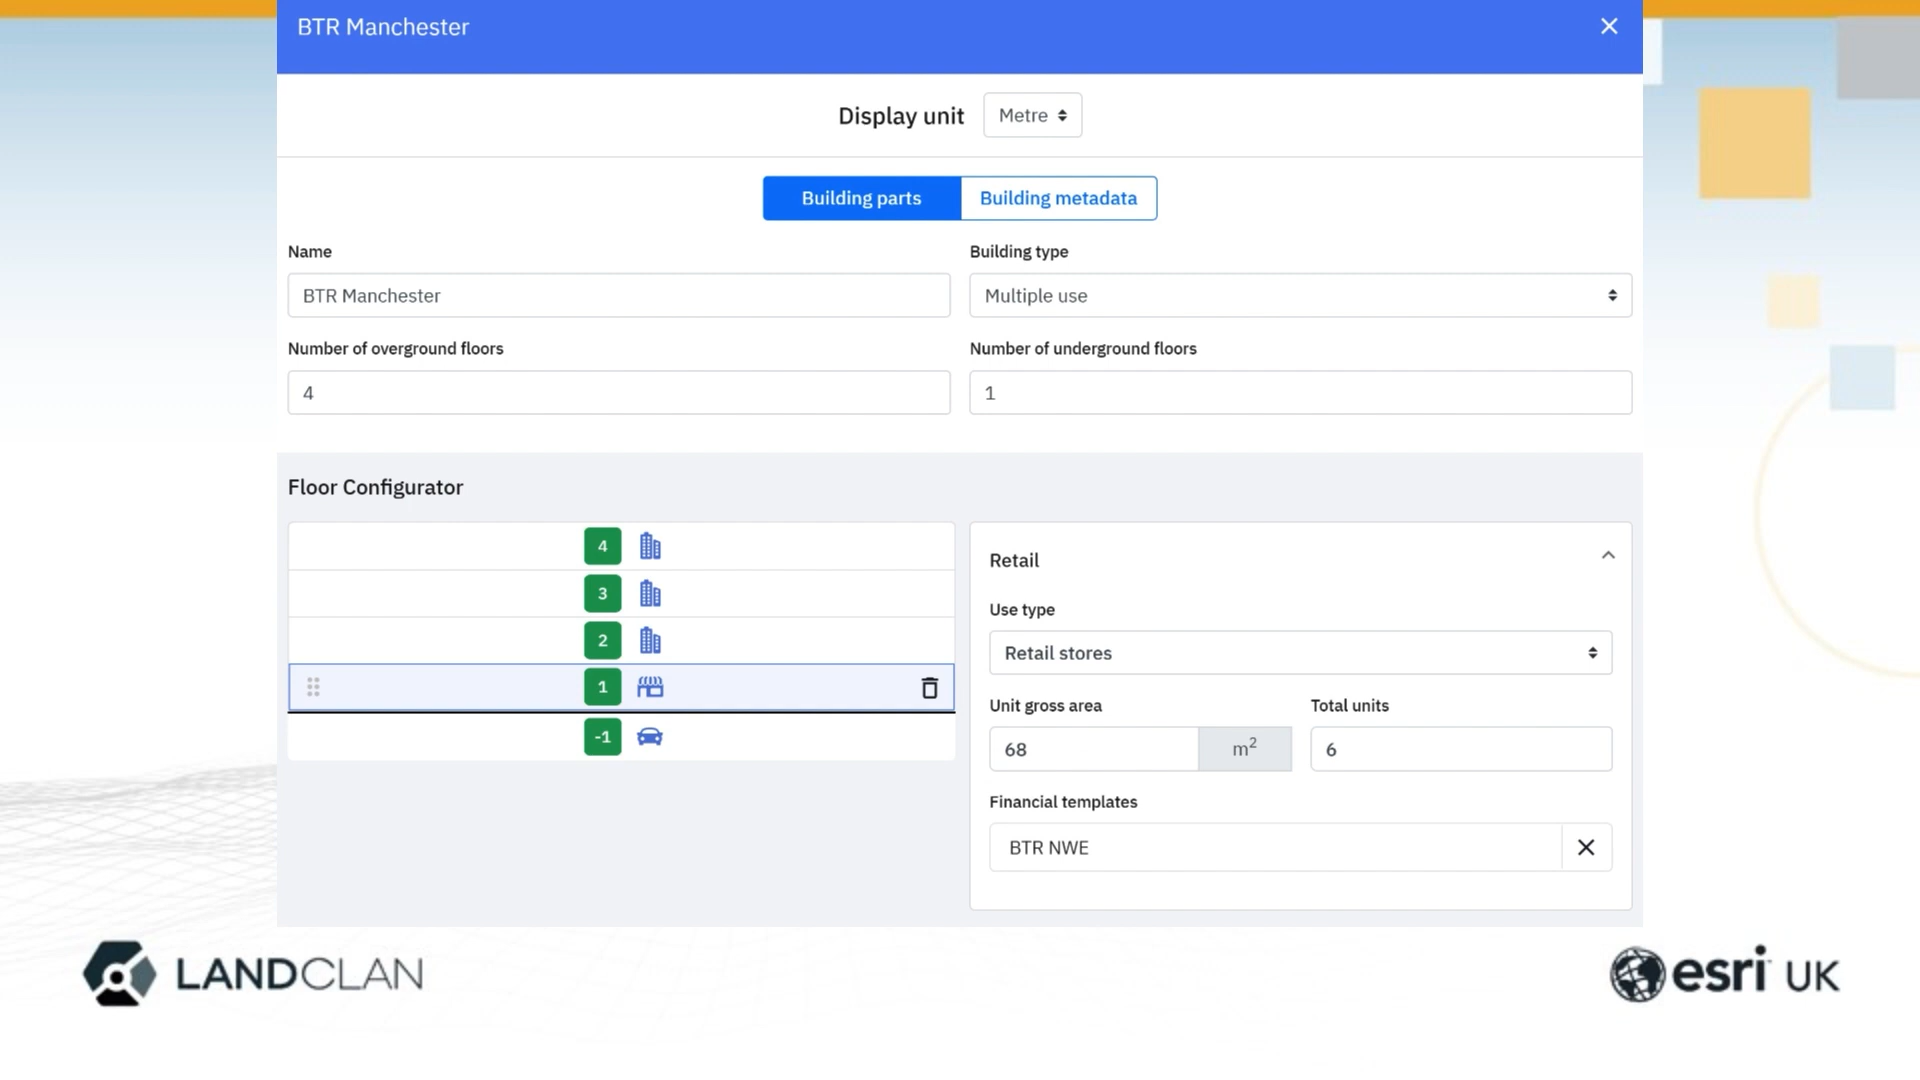 BTR Manchester
Display unit Metre
Building parts Building metadata
Name Building type
BTR Manchester Multiple use
Number of overground floors Number of underground floors
4 1
Floor Configurator
4
3
2
1
-1
Retail
Use type
Retail stores
Unit gross area Total units
68 m² 6
Financial templates
BTR NWE
LANDCLAN
esri UK